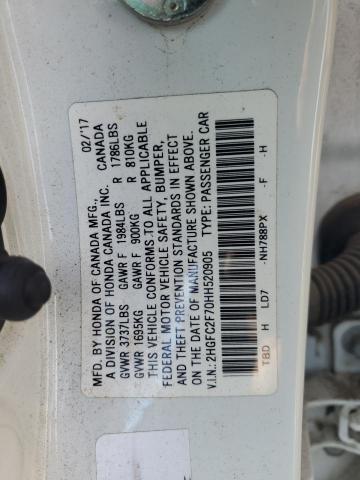 MFD. BY HONDA OF CANADA MFG., 02/'17
A DIVISION OF HONDA CANADA INC. CANADA
GVWR 3737LBS GAWR F 1984LBS R 1786LBS
GVWR 1695KG GAWR F 900KG R 810KG
THIS VEHICLE CONFORMS TO ALL APPLICABLE
FEDERAL MOTOR VEHICLE SAFETY, BUMPER,
AND THEFT PREVENTION STANDARDS IN EFFECT
ON THE DATE OF MANUFACTURE SHOWN ABOVE.
V.I.N.: 2HGFC2F70HH520905 TYPE: PASSENGER CAR
TBD H LD7 -NH788PX -F -H